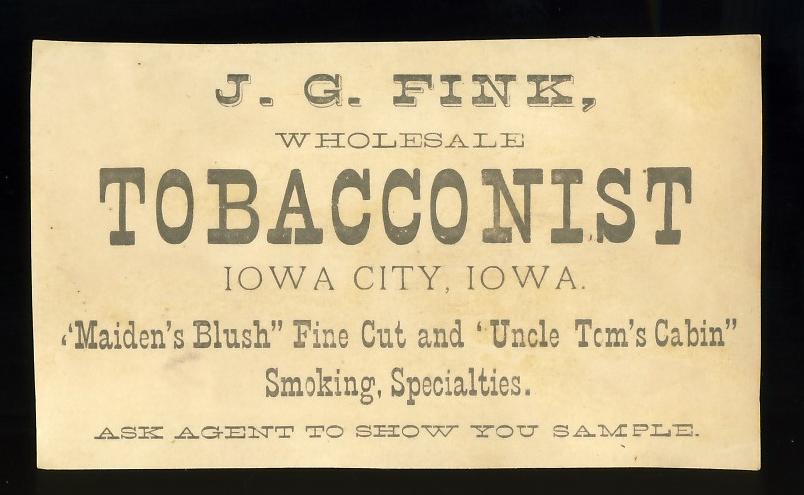 J. G. FINK,
WHOLESALE
TOBACCONIST
IOWA CITY, IOWA.
"Maiden's Blush" Fine Cut and "Uncle Tom's Cabin"
Smoking, Specialties.
ASK AGENT TO SHOW YOU SAMPLE.